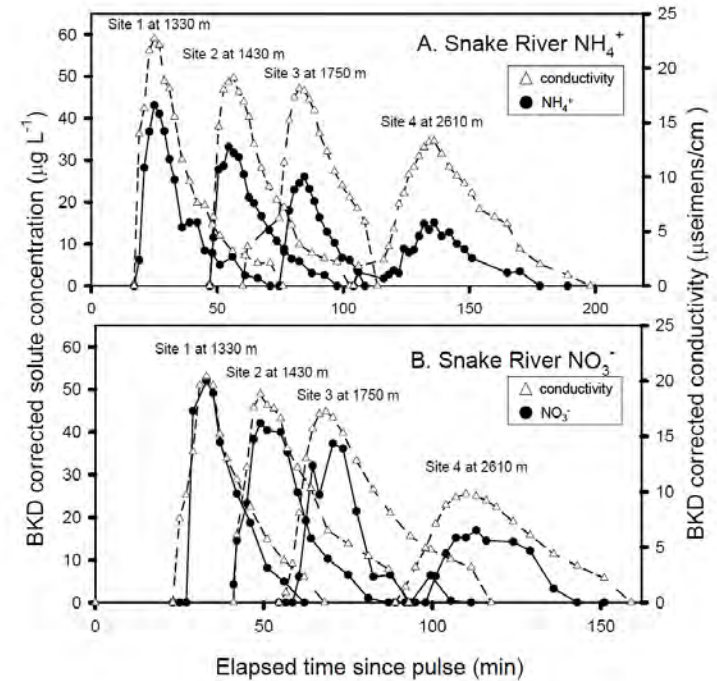 A. Snake River NH₄⁺
Site 1 at 1330 m
Site 2 at 1430 m
Site 3 at 1750 m
Site 4 at 2610 m
conductivity
NH₄⁺
60
50
40
30
20
10
0
25
20
15
10
5
0
0 50 100 150 200
B. Snake River NO₃⁻
Site 1 at 1330 m
Site 2 at 1430 m
Site 3 at 1750 m
Site 4 at 2610 m
conductivity
NO₃⁻
60
50
40
30
20
10
0
25
20
15
10
5
0
0 50 100 150
BKD corrected solute concentration (µg L⁻¹)
BKD corrected conductivity (µseimens/cm)
Elapsed time since pulse (min)